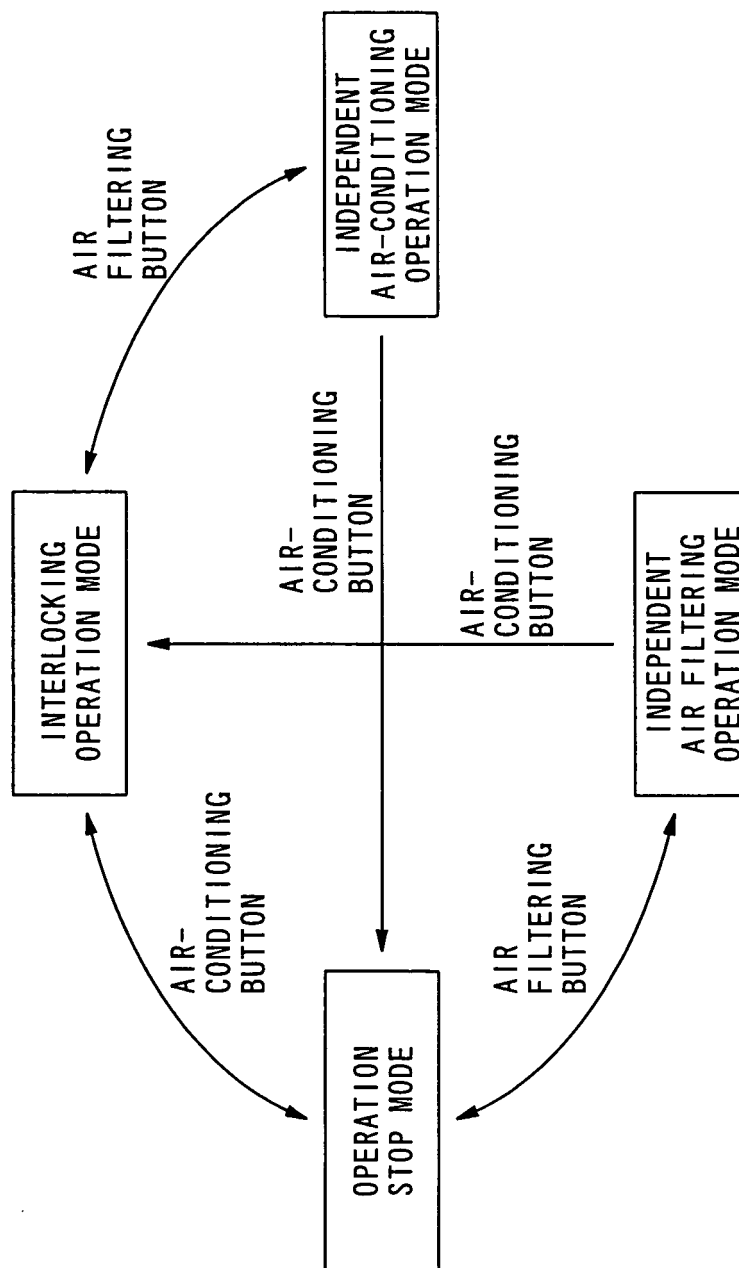 INTERLOCKING
OPERATION MODE
AIR-
CONDITIONING
BUTTON
AIR
FILTERING
BUTTON
OPERATION
STOP MODE
AIR-
CONDITIONING
BUTTON
INDEPENDENT
AIR-CONDITIONING
OPERATION MODE
AIR-
CONDITIONING
BUTTON
AIR
FILTERING
BUTTON
INDEPENDENT
AIR FILTERING
OPERATION MODE